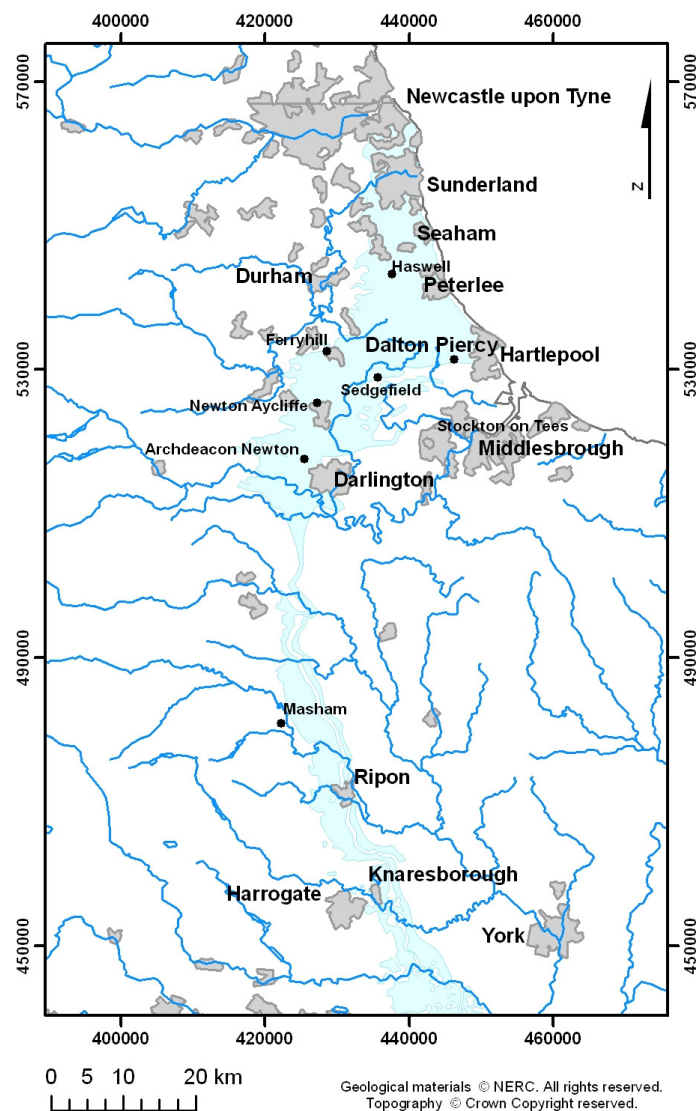 400000 420000 440000 460000
570000
Newcastle upon Tyne
N
Sunderland
Seaham
Haswell
Durham
Peterlee
Ferryhill
Dalton Piercy
Hartlepool
530000 530000
Sedgefield
Newton Aycliffe
Stockton on Tees
Archdeacon Newton
Middlesbrough
Darlington
490000 490000
Masham
Ripon
Knaresborough
Harrogate
York
450000 450000
400000 420000 440000 460000
0 5 10 20 km
Geological materials © NERC. All rights reserved.
Topography © Crown Copyright reserved.